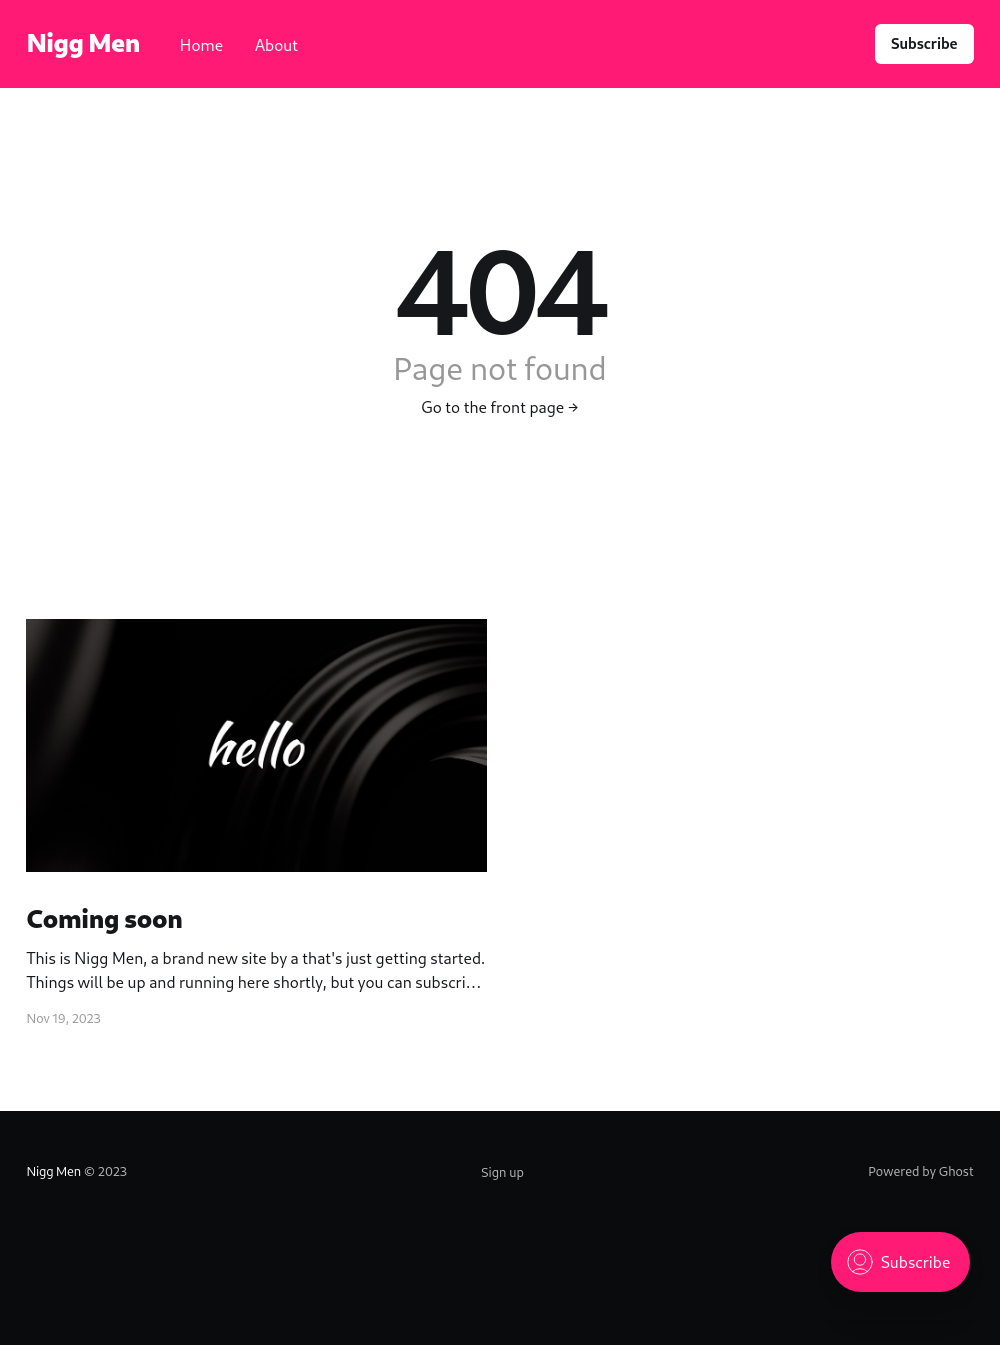 Nigg Men
Home
About
Subscribe
404
Page not found
Go to the front page →
hello
Coming soon
This is Nigg Men, a brand new site by a that's just getting started.
Things will be up and running here shortly, but you can subscri…
Nov 19, 2023
Nigg Men © 2023
Sign up
Powered by Ghost
Subscribe